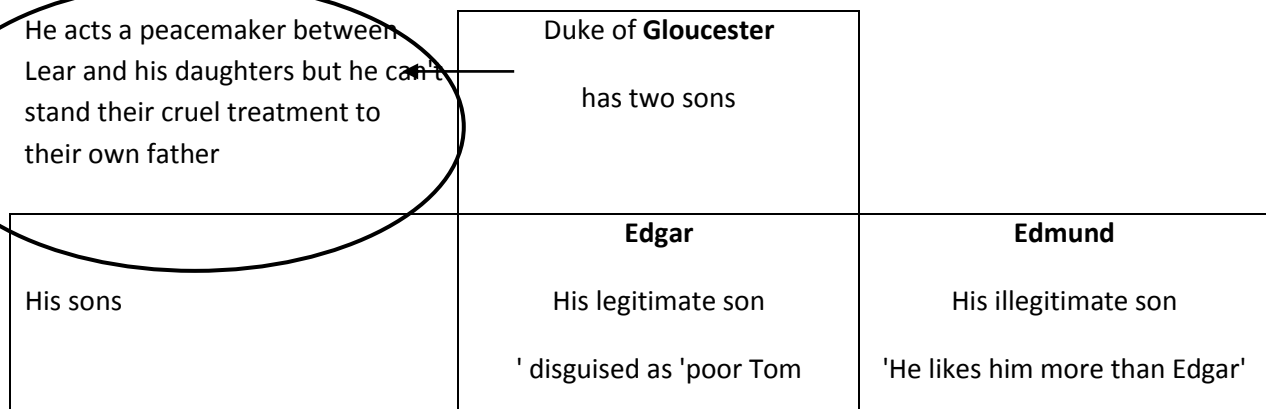 He acts a peacemaker between
Lear and his daughters but he can't
stand their cruel treatment to
their own father
Duke of Gloucester
has two sons
His sons
Edgar
His legitimate son
' disguised as 'poor Tom
Edmund
His illegitimate son
'He likes him more than Edgar'